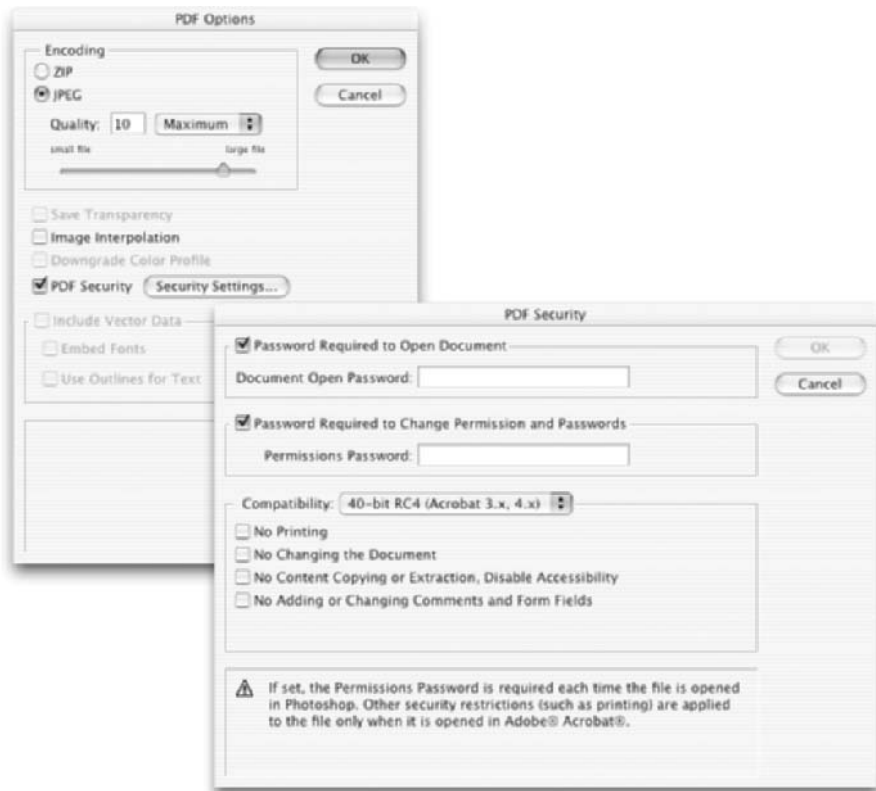 PDF Options
Encoding
ZIP
JPEG
Quality: 10 Maximum
small file large file
OK
Cancel
Save Transparency
Image Interpolation
Downgrade Color Profile
PDF Security Security Settings...
Include Vector Data
Embed Fonts
Use Outlines for Text
PDF Security
Password Required to Open Document
Document Open Password:
OK
Cancel
Password Required to Change Permission and Passwords
Permissions Password:
Compatibility: 40-bit RC4 (Acrobat 3.x, 4.x)
No Printing
No Changing the Document
No Content Copying or Extraction, Disable Accessibility
No Adding or Changing Comments and Form Fields
If set, the Permissions Password is required each time the file is opened
in Photoshop. Other security restrictions (such as printing) are applied
to the file only when it is opened in Adobe® Acrobat®.